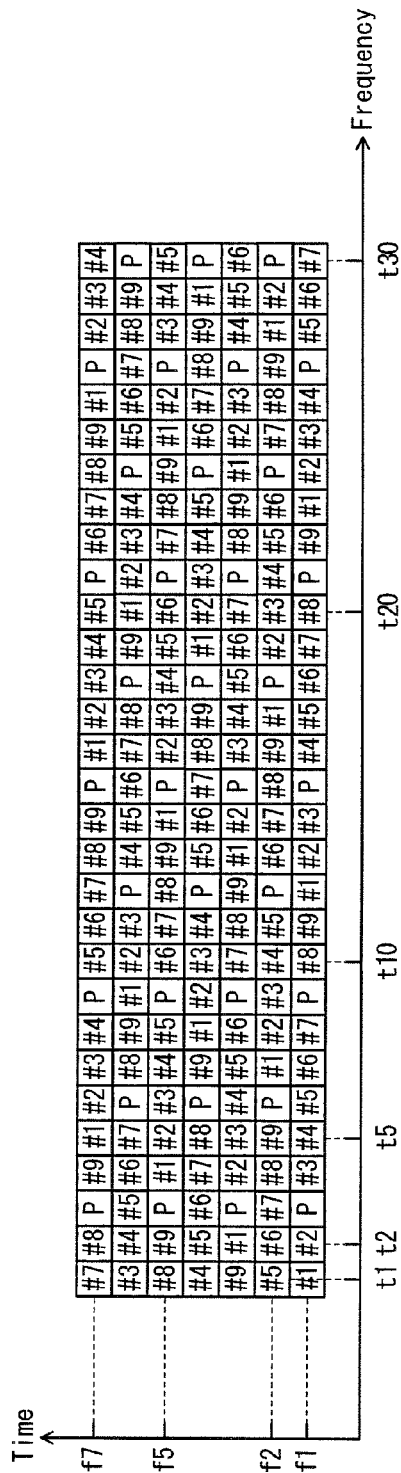 Time
f7 #7 #8 P #9 #1 #2 #3 #4 P #5 #6 #7 #8 #9 P #1 #2 #3 #4 #5 P #6 #7 #8 #9 #1 P #2 #3 #4
#3 #4 #5 #6 #7 P #8 #9 #1 #2 #3 P #4 #5 #6 #7 #8 P #9 #1 #2 #3 #4 P #5 #6 #7 #8 #9 P
f5 #8 #9 P #1 #2 #3 #4 #5 P #6 #7 #8 #9 #1 P #2 #3 #4 #5 #6 P #7 #8 #9 #1 #2 P #3 #4 #5
#4 #5 #6 #7 #8 P #9 #1 #2 #3 #4 P #5 #6 #7 #8 #9 P #1 #2 #3 #4 #5 P #6 #7 #8 #9 #1 P
#9 #1 P #2 #3 #4 #5 #6 P #7 #8 #9 #1 #2 P #3 #4 #5 #6 #7 P #8 #9 #1 #2 #3 P #4 #5 #6
f2 #5 #6 #7 #8 #9 P #1 #2 #3 #4 #5 P #6 #7 #8 #9 #1 P #2 #3 #4 #5 #6 P #7 #8 #9 #1 #2 P
f1 #1 #2 P #3 #4 #5 #6 #7 P #8 #9 #1 #2 #3 P #4 #5 #6 #7 #8 P #9 #1 #2 #3 #4 P #5 #6 #7
Frequency
t1 t2 t5 t10 t20 t30